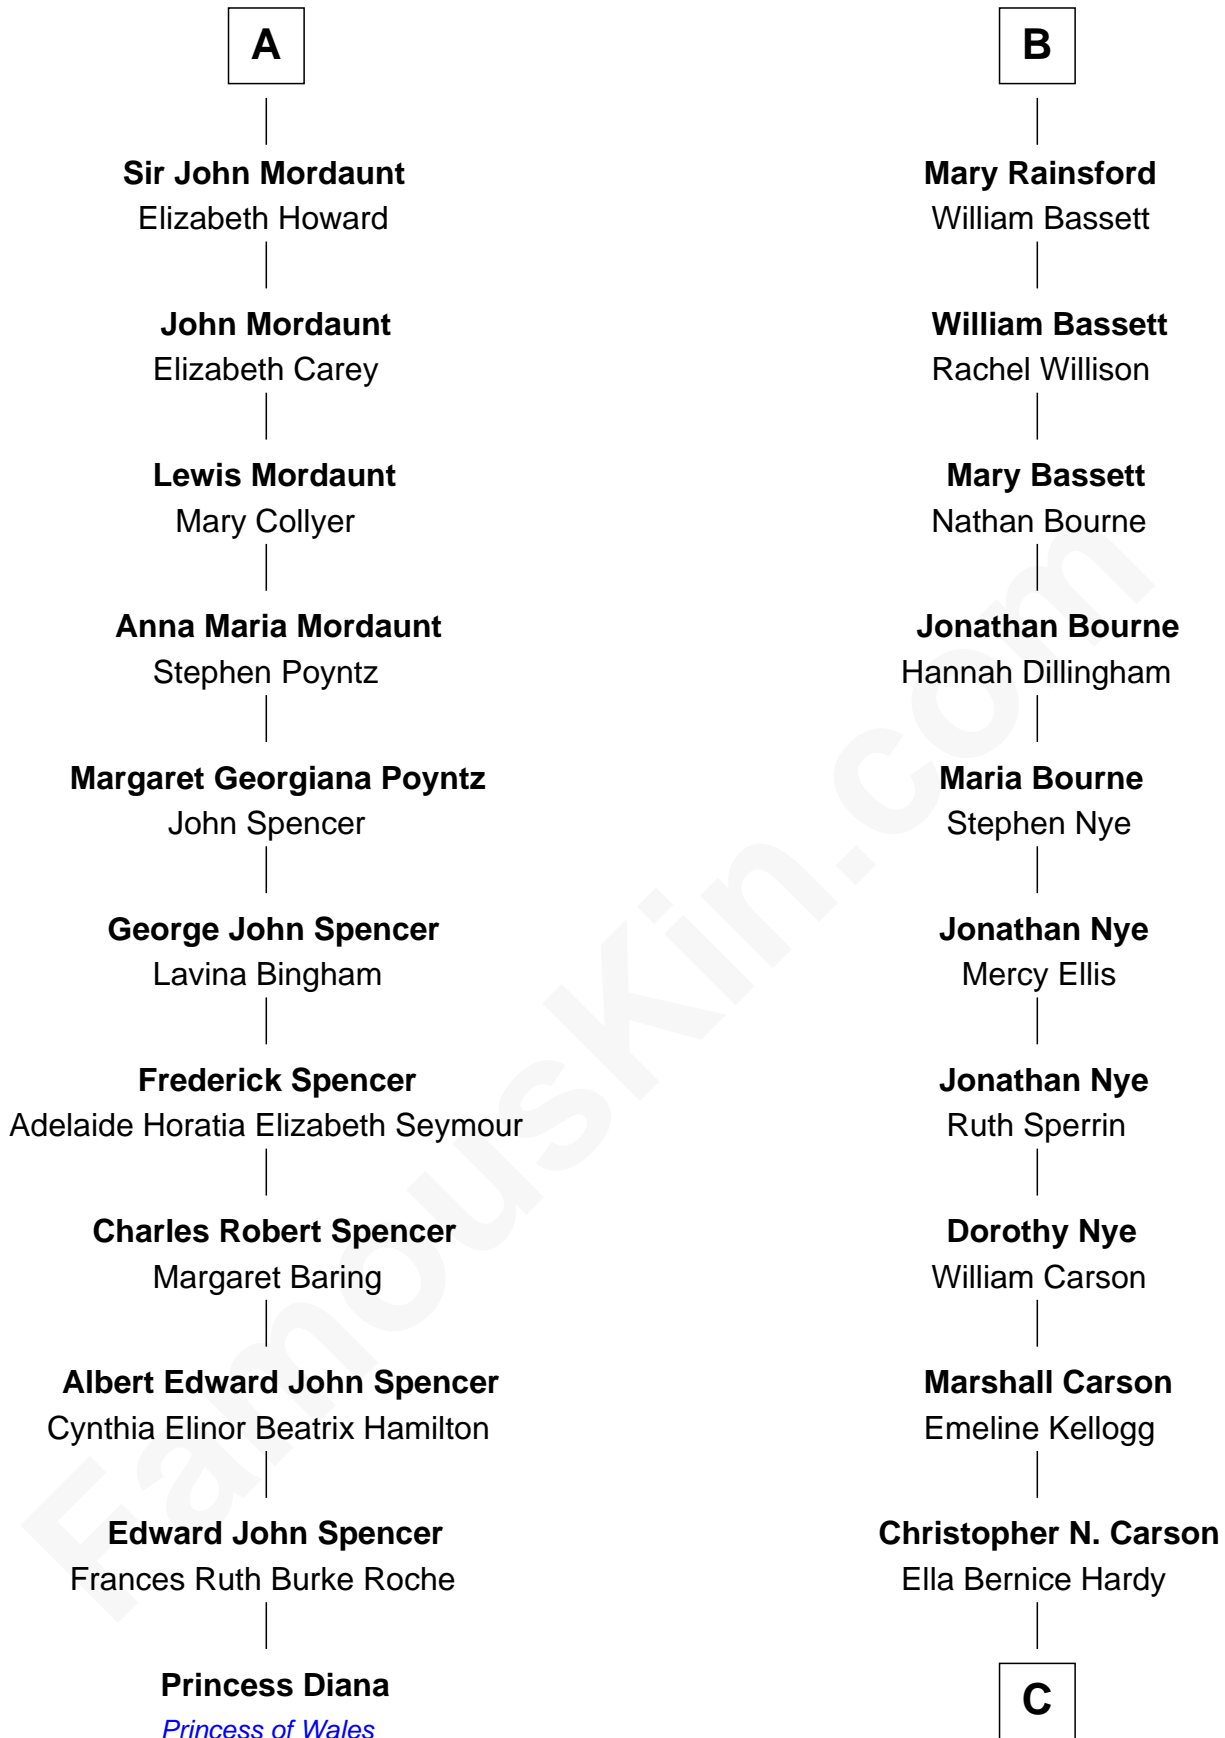 A
Sir John Mordaunt
Elizabeth Howard
John Mordaunt
Elizabeth Carey
Lewis Mordaunt
Mary Collyer
Anna Maria Mordaunt
Stephen Poyntz
Margaret Georgiana Poyntz
John Spencer
George John Spencer
Lavina Bingham
Frederick Spencer
Adelaide Horatia Elizabeth Seymour
Charles Robert Spencer
Margaret Baring
Albert Edward John Spencer
Cynthia Elinor Beatrix Hamilton
Edward John Spencer
Frances Ruth Burke Roche
Princess Diana
Princess of Wales
B
Mary Rainsford
William Bassett
William Bassett
Rachel Willison
Mary Bassett
Nathan Bourne
Jonathan Bourne
Hannah Dillingham
Maria Bourne
Stephen Nye
Jonathan Nye
Mercy Ellis
Jonathan Nye
Ruth Sperrin
Dorothy Nye
William Carson
Marshall Carson
Emeline Kellogg
Christopher N. Carson
Ella Bernice Hardy
C
FamousKin.com